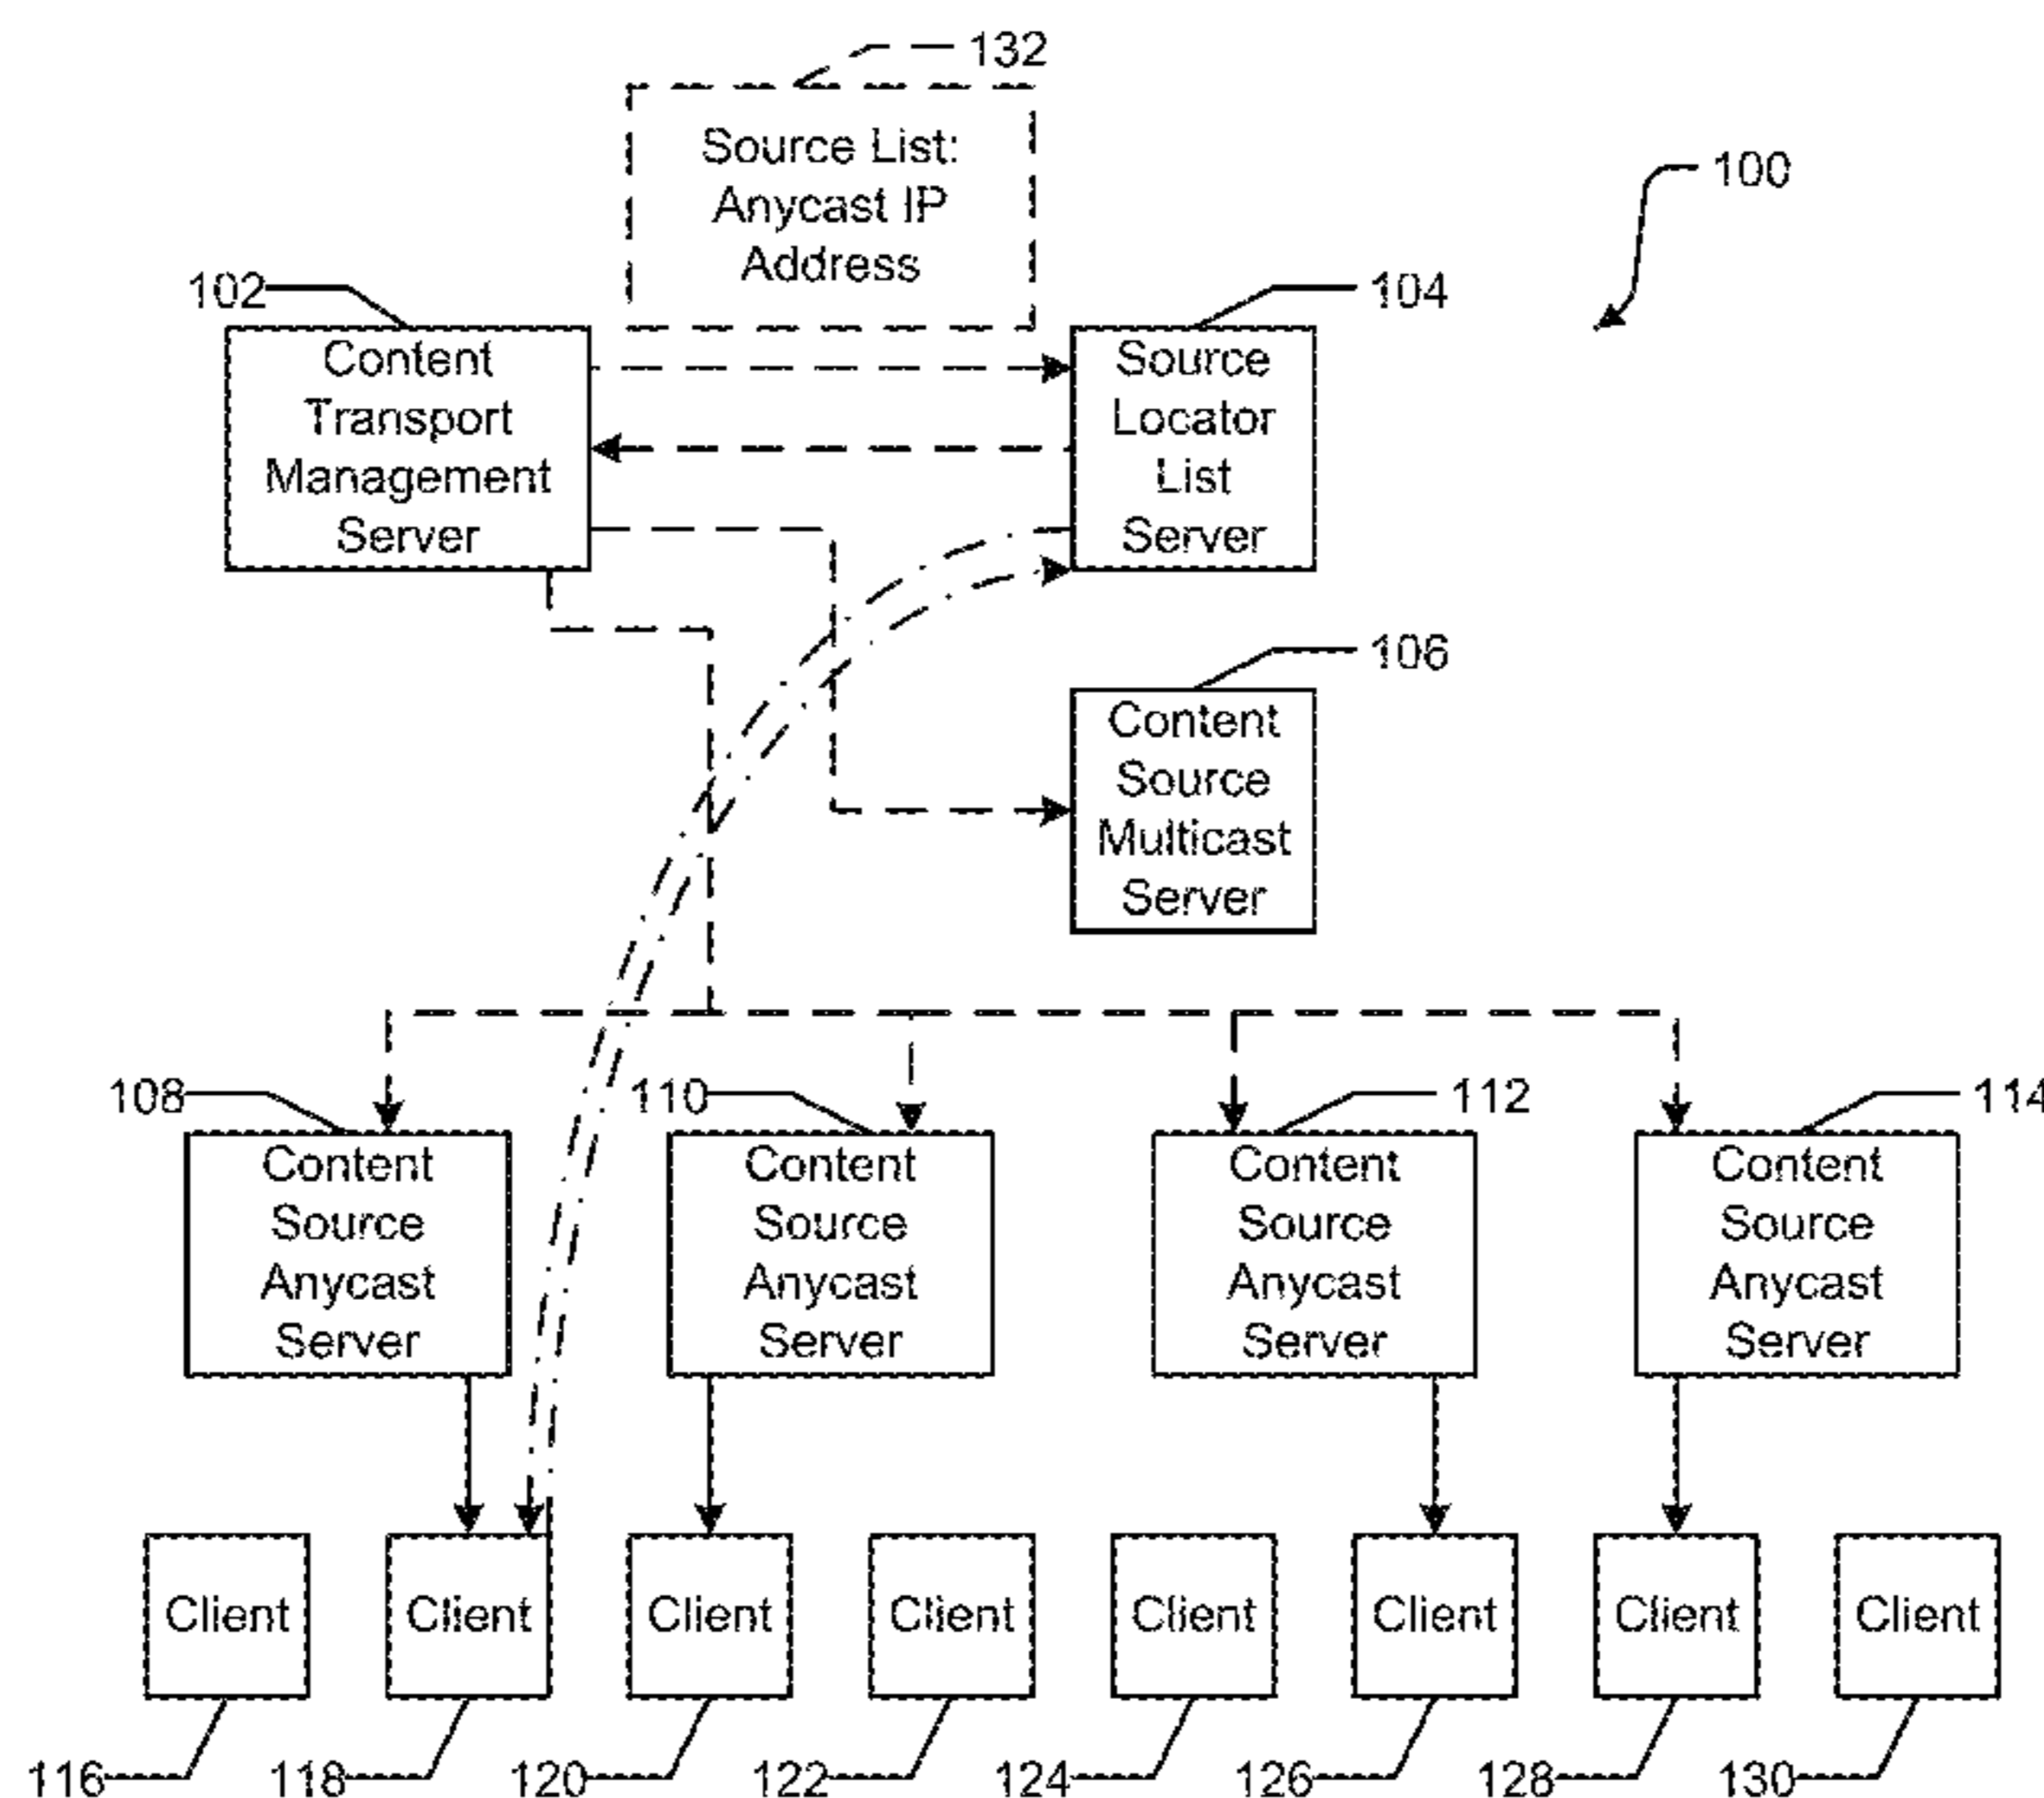 132
Source List:
Anycast IP
Address
100
102
104
Content
Transport
Management
Server
Source
Locator
List
Server
106
Content
Source
Multicast
Server
108
110
112
114
Content
Source
Anycast
Server
Content
Source
Anycast
Server
Content
Source
Anycast
Server
Content
Source
Anycast
Server
Client
Client
Client
Client
Client
Client
Client
Client
116
118
120
122
124
126
128
130